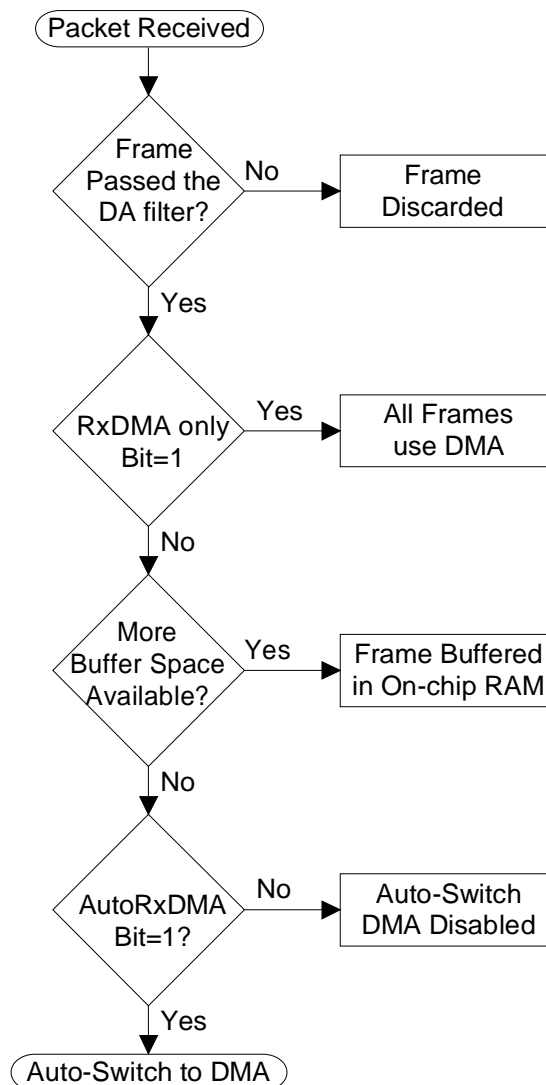 Packet Received
Frame
Passed the
DA filter?
No
Frame
Discarded
Yes
RxDMA only
Bit=1
Yes
All Frames
use DMA
No
More
Buffer Space
Available?
Yes
Frame Buffered
in On-chip RAM
No
AutoRxDMA
Bit=1?
No
Auto-Switch
DMA Disabled
Yes
Auto-Switch to DMA